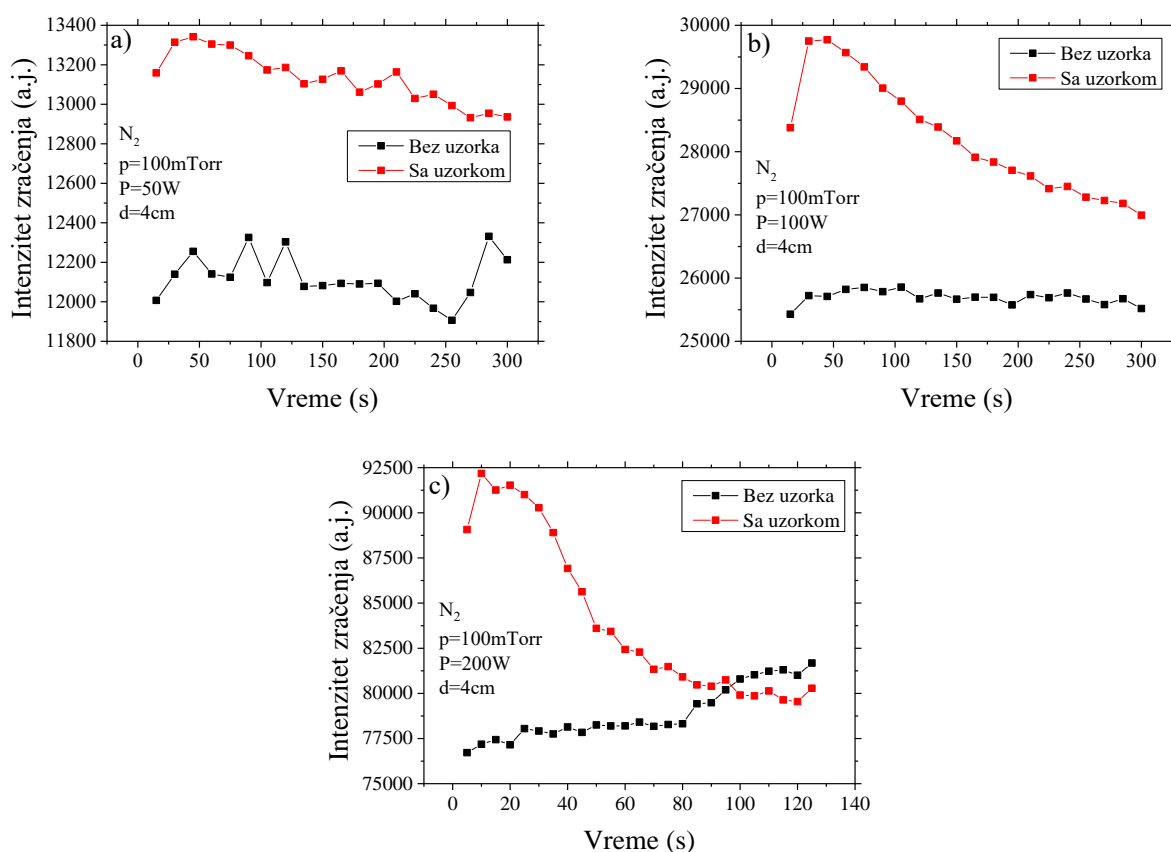 a)
13400
13200
13000
12800
12600
12400
12200
12000
11800
Intenzitet zračenja (a.j.)
N2
p=100mTorr
P=50W
d=4cm
Bez uzorka
Sa uzorkom
0 50 100 150 200 250 300
Vreme (s)
b)
30000
29000
28000
27000
26000
25000
Intenzitet zračenja (a.j.)
N2
p=100mTorr
P=100W
d=4cm
Bez uzorka
Sa uzorkom
0 50 100 150 200 250 300
Vreme (s)
c)
92500
90000
87500
85000
82500
80000
77500
75000
Intenzitet zračenja (a.j.)
N2
p=100mTorr
P=200W
d=4cm
Bez uzorka
Sa uzorkom
0 20 40 60 80 100 120 140
Vreme (s)